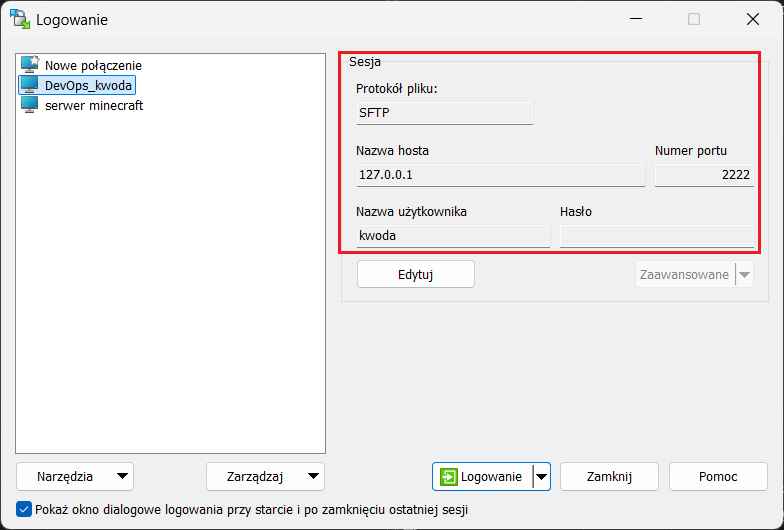 Logowanie
Nowe połączenie
DevOps_kwoda
serwer minecraft
Sesja
Protokół pliku:
SFTP
Nazwa hosta Numer portu
127.0.0.1 2222
Nazwa użytkownika Hasło
kwoda
Edytuj Zaawansowane
Narzędzia Zarządzaj Logowanie Zamknij Pomoc
Pokaż okno dialogowe logowania przy starcie i po zamknięciu ostatniej sesji